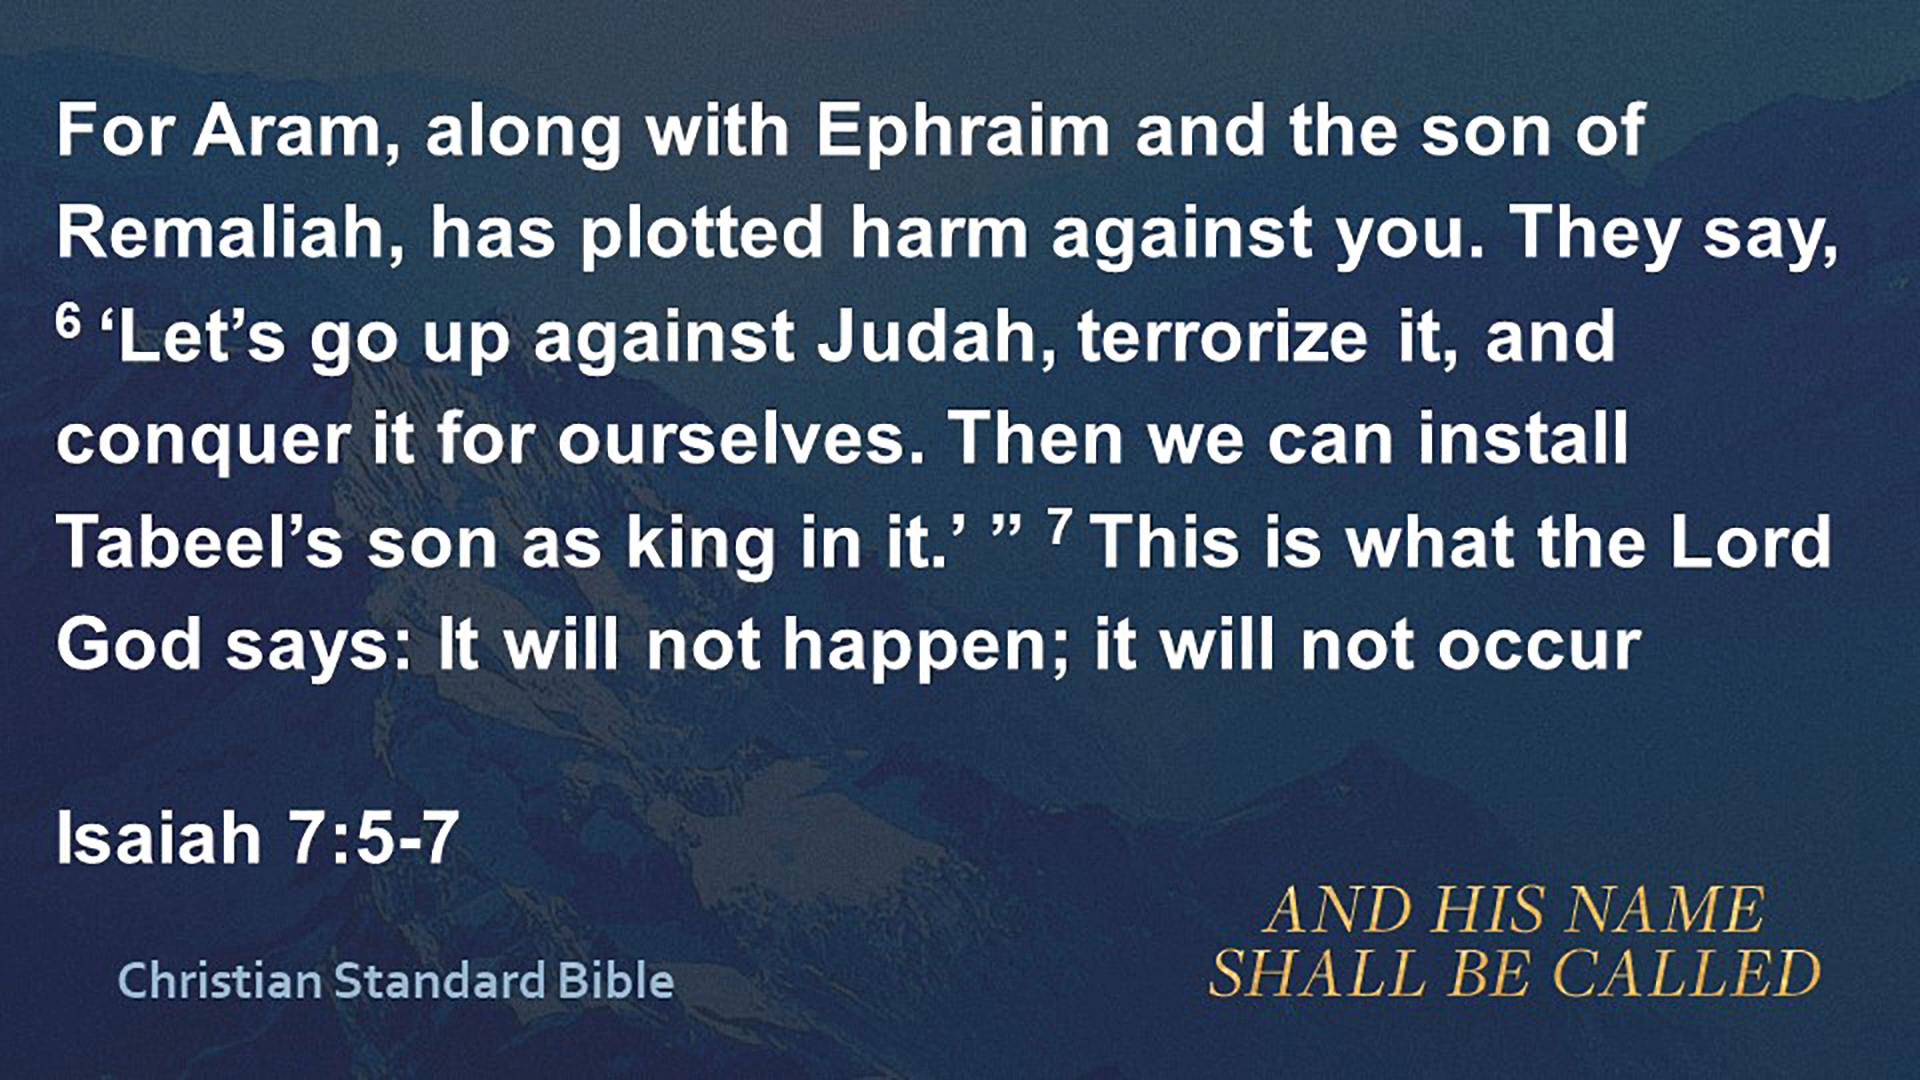 For Aram, along with Ephraim and the son of
Remaliah, has plotted harm against you. They say,
6 ‘Let’s go up against Judah, terrorize it, and
conquer it for ourselves. Then we can install
Tabeel’s son as king in it.’ ” 7 This is what the Lord
God says: It will not happen; it will not occur
Isaiah 7:5-7
Christian Standard Bible
AND HIS NAME
SHALL BE CALLED